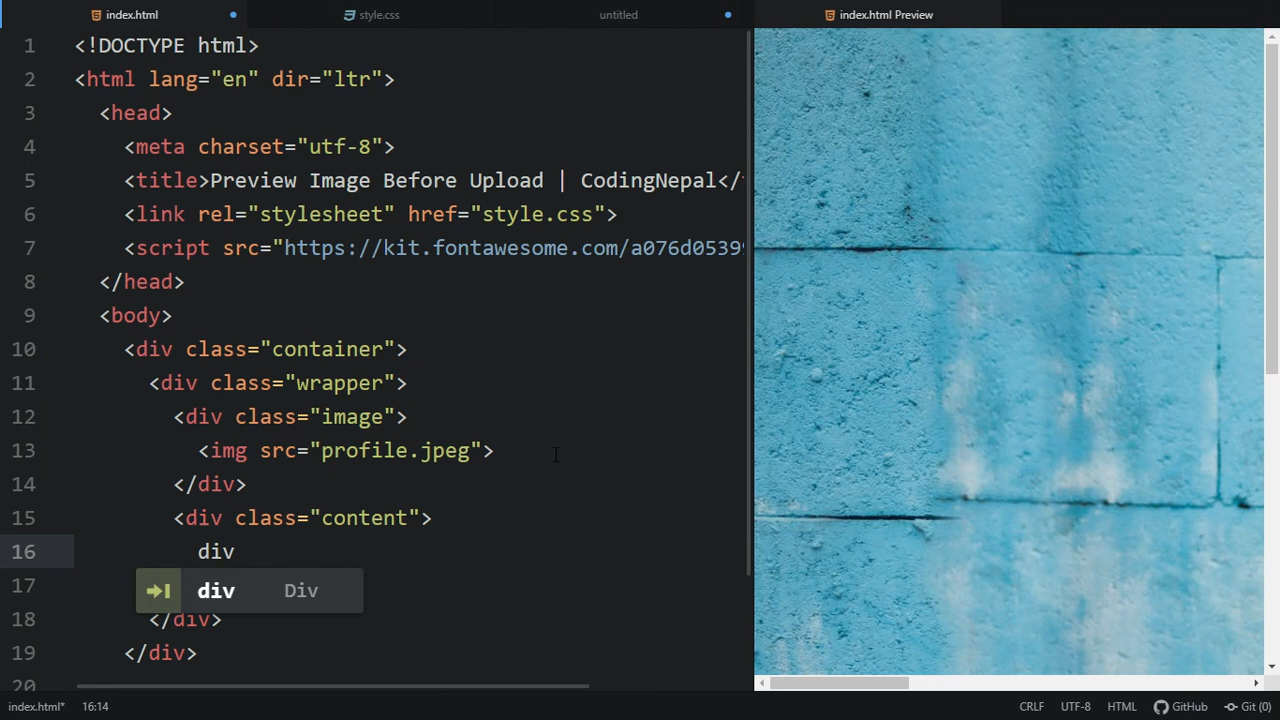 index.html
style.css
untitled
index.html Preview
1 <!DOCTYPE html>
2 <html lang="en" dir="ltr">
3 <head>
4 <meta charset="utf-8">
5 <title>Preview Image Before Upload | CodingNepal</
6 <link rel="stylesheet" href="style.css">
7 <script src="https://kit.fontawesome.com/a076d0539
8 </head>
9 <body>
10 <div class="container">
11 <div class="wrapper">
12 <div class="image">
13 <img src="profile.jpeg">
14 </div>
15 <div class="content">
16 div
17 div Div
18 </div>
19 </div>
20
index.html* 16:14 CRLF UTF-8 HTML GitHub Git (0)